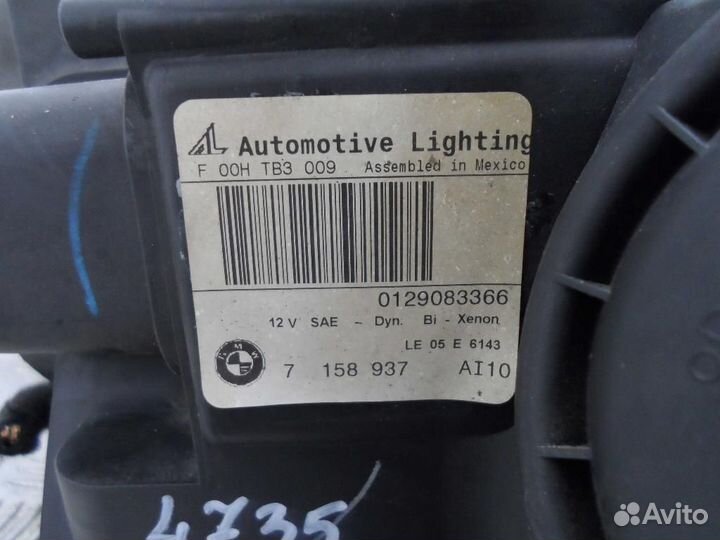 AL Automotive Lighting
F 00H TB3 009 Assembled in Mexico
0129083366
12 V SAE - Dyn. Bi - Xenon
LE 05 E 6143
BMW 7 158 937 AI10
4735
Avito